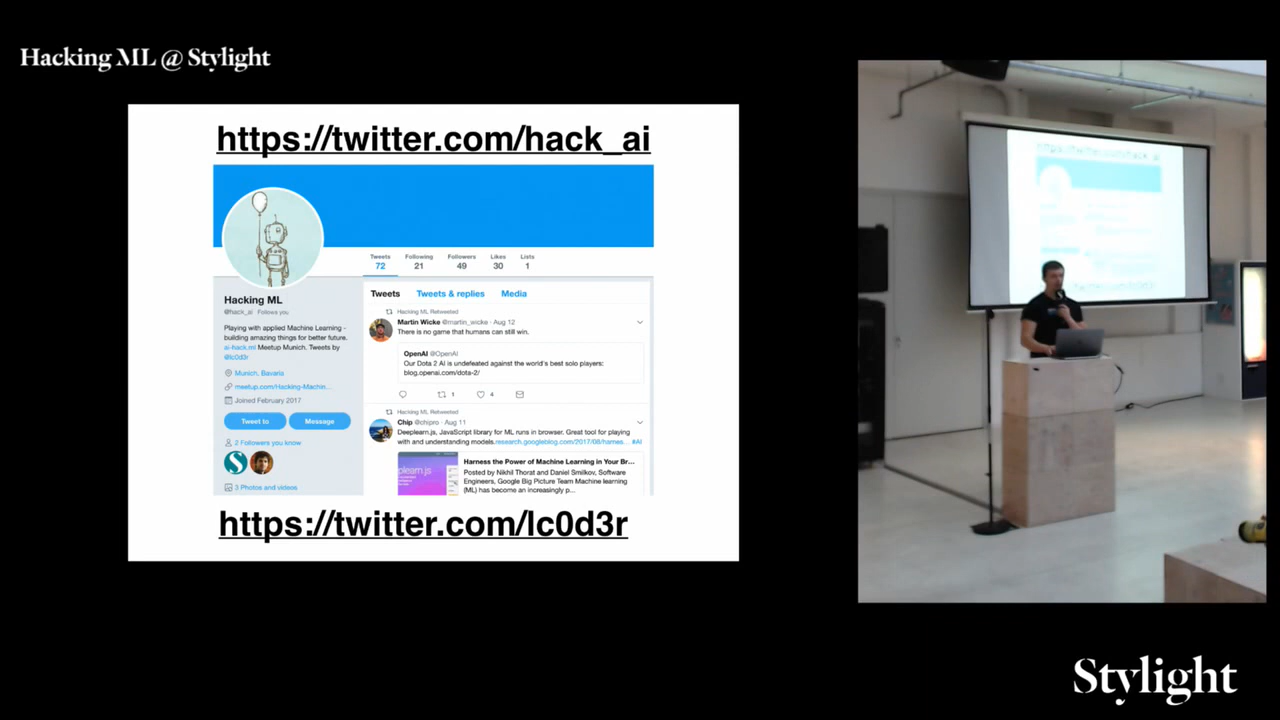 Hacking ML @ Stylight
https://twitter.com/hack_ai
Tweets Following Followers Likes Lists
72 21 49 30 1
Hacking ML
@hack_ai Follows you
Playing with applied Machine Learning -
building amazing things for better future.
ai-hack.ml Meetup Munich. Tweets by
@lc0d3r
Munich, Bavaria
meetup.com/Hacking-Machin...
Joined February 2017
Tweet to Message
2 Followers you know
S
3 Photos and videos
Tweets Tweets & replies Media
Hacking ML Retweeted
Martin Wicke @martin_wicke · Aug 12
There is no game that humans can still win.
OpenAI @OpenAI
Our Dota 2 AI is undefeated against the world's best solo players:
blog.openai.com/dota-2/
1 4
Hacking ML Retweeted
Chip @chipro · Aug 11
Deeplearn.js, JavaScript library for ML runs in browser. Great tool for playing
with and understanding models.research.googleblog.com/2017/08/harnes... #AI
plearn.js
Harness the Power of Machine Learning in Your Br...
Posted by Nikhil Thorat and Daniel Smilkov, Software
Engineers, Google Big Picture Team Machine learning
(ML) has become an increasingly p...
https://twitter.com/lc0d3r
Stylight